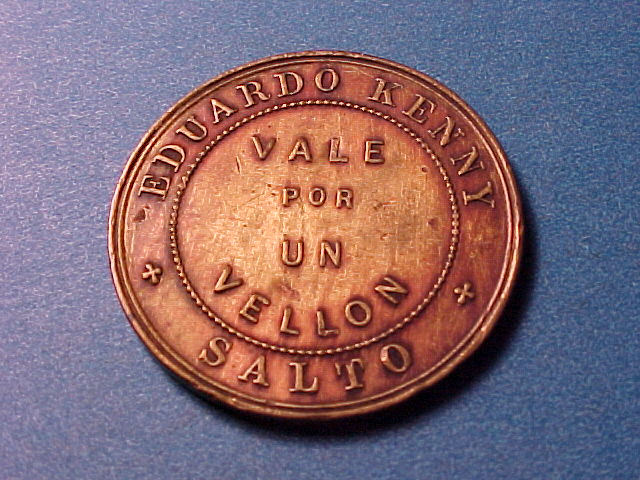 EDUARDO KENNY
VALE
POR
UN
VELLON
SALTO